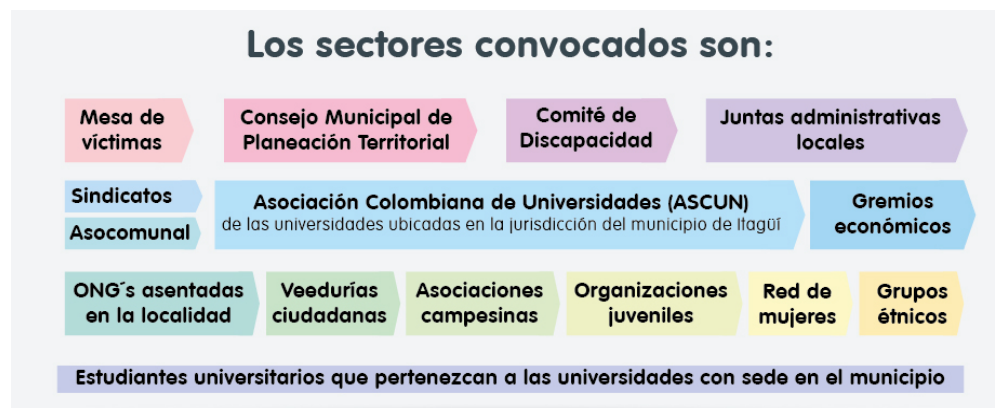 Los sectores convocados son:
Mesa de
víctimas
Consejo Municipal de
Planeación Territorial
Comité de
Discapacidad
Juntas administrativas
locales
Sindicatos
Asocomunal
Asociación Colombiana de Universidades (ASCUN)
de las universidades ubicadas en la jurisdicción del municipio de Itagüí
Gremios
económicos
ONG´s asentadas
en la localidad
Veedurías
ciudadanas
Asociaciones
campesinas
Organizaciones
juveniles
Red de
mujeres
Grupos
étnicos
Estudiantes universitarios que pertenezcan a las universidades con sede en el municipio